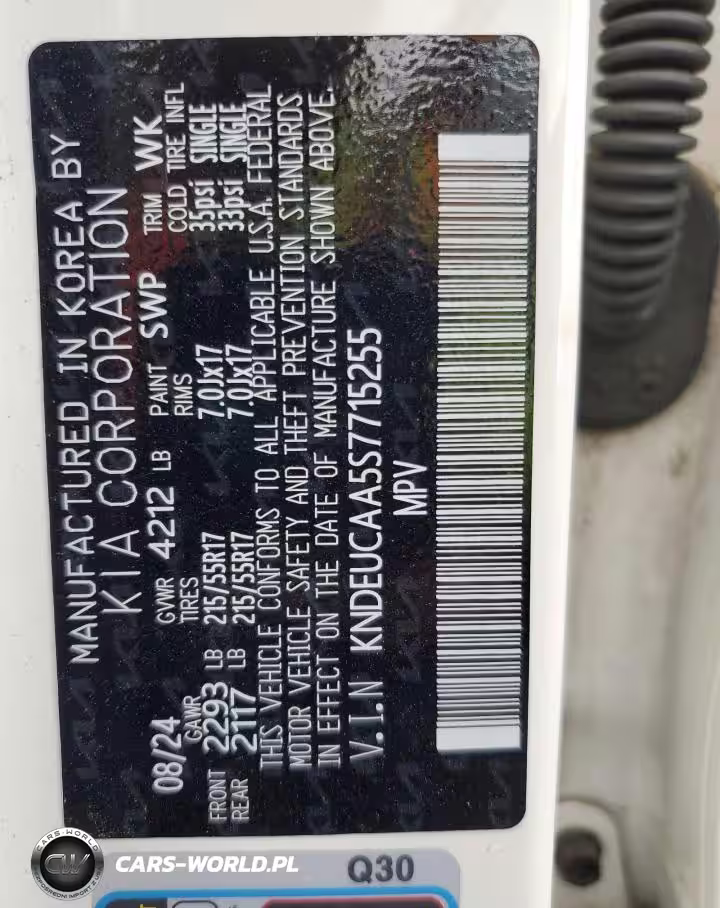 MANUFACTURED IN KOREA BY
KIA CORPORATION
08/24 GVWR 4212 LB PAINT SWP TRIM WK
GAWR TIRES RIMS COLD TIRE INFL
FRONT 2293 LB 215/55R17 7.0Jx17 35psi SINGLE
REAR 2117 LB 215/55R17 7.0Jx17 33psi SINGLE
THIS VEHICLE CONFORMS TO ALL APPLICABLE U.S.A. FEDERAL
MOTOR VEHICLE SAFETY AND THEFT PREVENTION STANDARDS
IN EFFECT ON THE DATE OF MANUFACTURE SHOWN ABOVE.
V.I.N KNDEUCAA5S7715255
MPV
Q30
CARS-WORLD
CARS-WORLD.PL